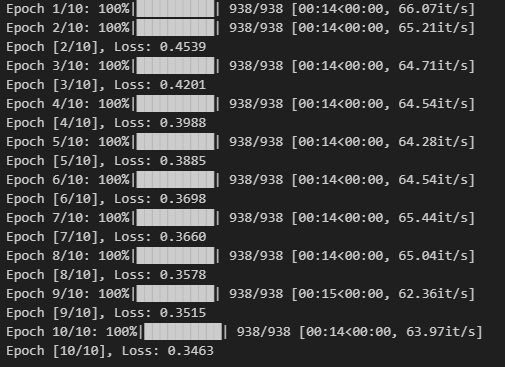 Epoch 1/10: 100%|██████████| 938/938 [00:14<00:00, 66.07it/s]
Epoch 2/10: 100%|██████████| 938/938 [00:14<00:00, 65.21it/s]
Epoch [2/10], Loss: 0.4539
Epoch 3/10: 100%|██████████| 938/938 [00:14<00:00, 64.71it/s]
Epoch [3/10], Loss: 0.4201
Epoch 4/10: 100%|██████████| 938/938 [00:14<00:00, 64.54it/s]
Epoch [4/10], Loss: 0.3988
Epoch 5/10: 100%|██████████| 938/938 [00:14<00:00, 64.28it/s]
Epoch [5/10], Loss: 0.3885
Epoch 6/10: 100%|██████████| 938/938 [00:14<00:00, 64.54it/s]
Epoch [6/10], Loss: 0.3698
Epoch 7/10: 100%|██████████| 938/938 [00:14<00:00, 65.44it/s]
Epoch [7/10], Loss: 0.3660
Epoch 8/10: 100%|██████████| 938/938 [00:14<00:00, 65.04it/s]
Epoch [8/10], Loss: 0.3578
Epoch 9/10: 100%|██████████| 938/938 [00:15<00:00, 62.36it/s]
Epoch [9/10], Loss: 0.3515
Epoch 10/10: 100%|██████████| 938/938 [00:14<00:00, 63.97it/s]
Epoch [10/10], Loss: 0.3463